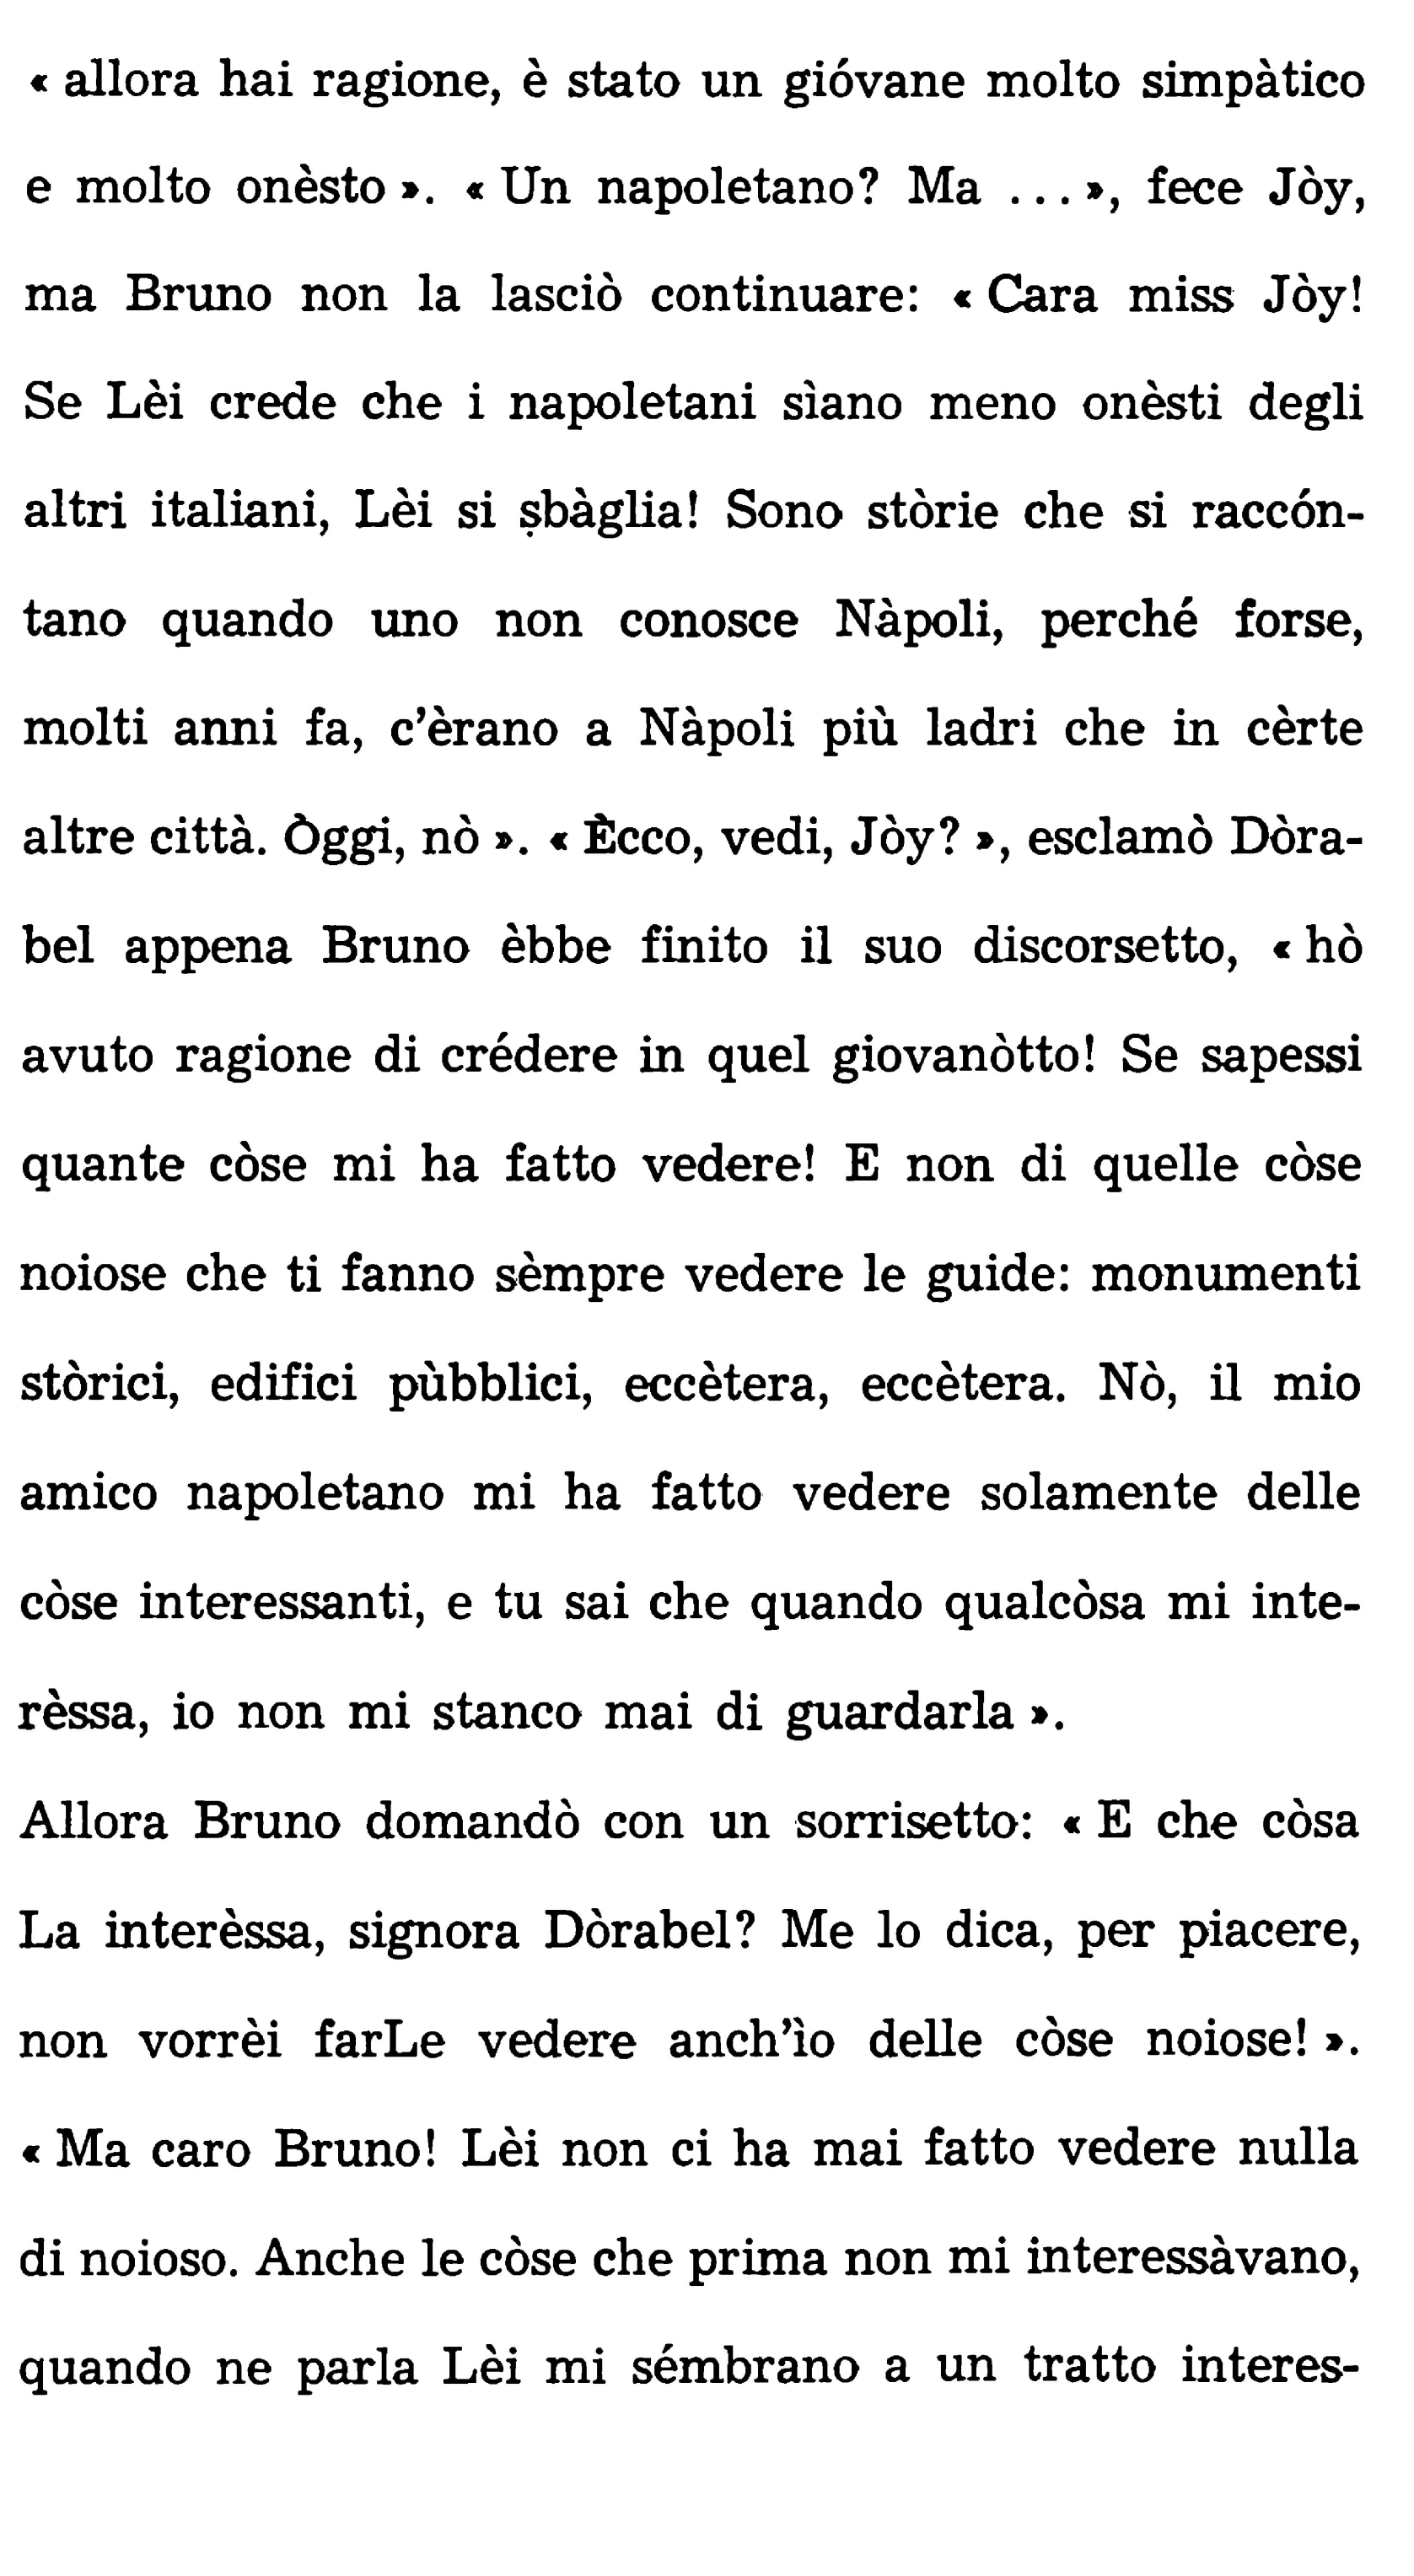 « allora hai ragione, è stato un gióvane molto simpàtico
e molto onèsto ». « Un napoletano? Ma ... », fece Jòy,
ma Bruno non la lasciò continuare: « Cara miss Jòy!
Se Lèi crede che i napoletani sìano meno onèsti degli
altri italiani, Lèi si ṣbàglia! Sono stòrie che si raccón-
tano quando uno non conosce Nàpoli, perché forse,
molti anni fa, c'èrano a Nàpoli più ladri che in cèrte
altre città. Òggi, nò ». « Ècco, vedi, Jòy? », esclamò Dòra-
bel appena Bruno èbbe finito il suo discorsetto, « hò
avuto ragione di crédere in quel giovanòtto! Se sapessi
quante còse mi ha fatto vedere! E non di quelle còse
noiose che ti fanno sèmpre vedere le guide: monumenti
stòrici, edifici pùbblici, eccètera, eccètera. Nò, il mio
amico napoletano mi ha fatto vedere solamente delle
còse interessanti, e tu sai che quando qualcòsa mi inte-
rèssa, io non mi stanco mai di guardarla ».
Allora Bruno domandò con un sorrisetto: « E che còsa
La interèssa, signora Dòrabel? Me lo dica, per piacere,
non vorrèi farLe vedere anch'ìo delle còse noiose! ».
« Ma caro Bruno! Lèi non ci ha mai fatto vedere nulla
di noioso. Anche le còse che prima non mi interessàvano,
quando ne parla Lèi mi sémbrano a un tratto interes-